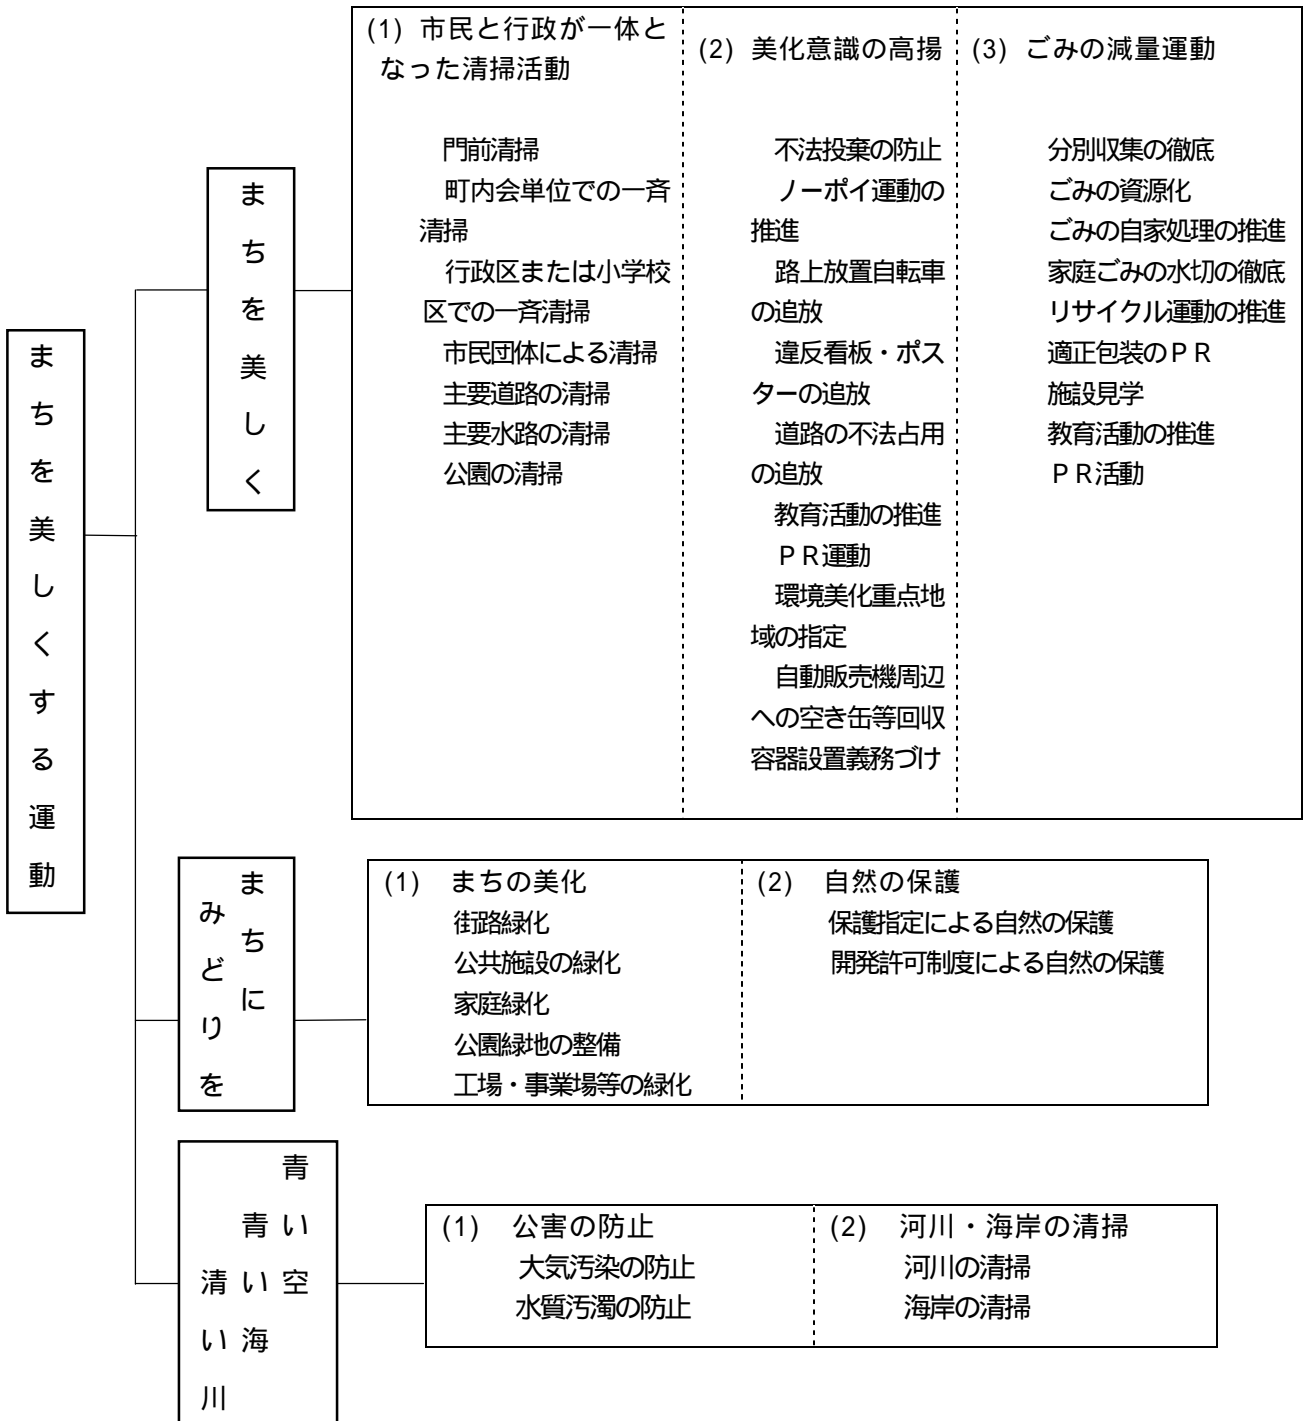 まちを美しくする運動
まちを美しく
(1) 市民と行政が一体と
なった清掃活動
門前清掃
町内会単位での一斉
清掃
行政区または小学校
区での一斉清掃
市民団体による清掃
主要道路の清掃
主要水路の清掃
公園の清掃
(2) 美化意識の高揚
不法投棄の防止
ノーポイ運動の
推進
路上放置自転車
の追放
違反看板・ポス
ターの追放
道路の不法占用
の追放
教育活動の推進
ＰＲ運動
環境美化重点地
域の指定
自動販売機周辺
への空き缶等回収
容器設置義務づけ
(3) ごみの減量運動
分別収集の徹底
ごみの資源化
ごみの自家処理の推進
家庭ごみの水切の徹底
リサイクル運動の推進
適正包装のＰＲ
施設見学
教育活動の推進
ＰＲ活動
まちに
みどりを
(1) まちの美化
街路緑化
公共施設の緑化
家庭緑化
公園緑地の整備
工場・事業場等の緑化
(2) 自然の保護
保護指定による自然の保護
開発許可制度による自然の保護
青い空
青い海
清い川
(1) 公害の防止
大気汚染の防止
水質汚濁の防止
(2) 河川・海岸の清掃
河川の清掃
海岸の清掃